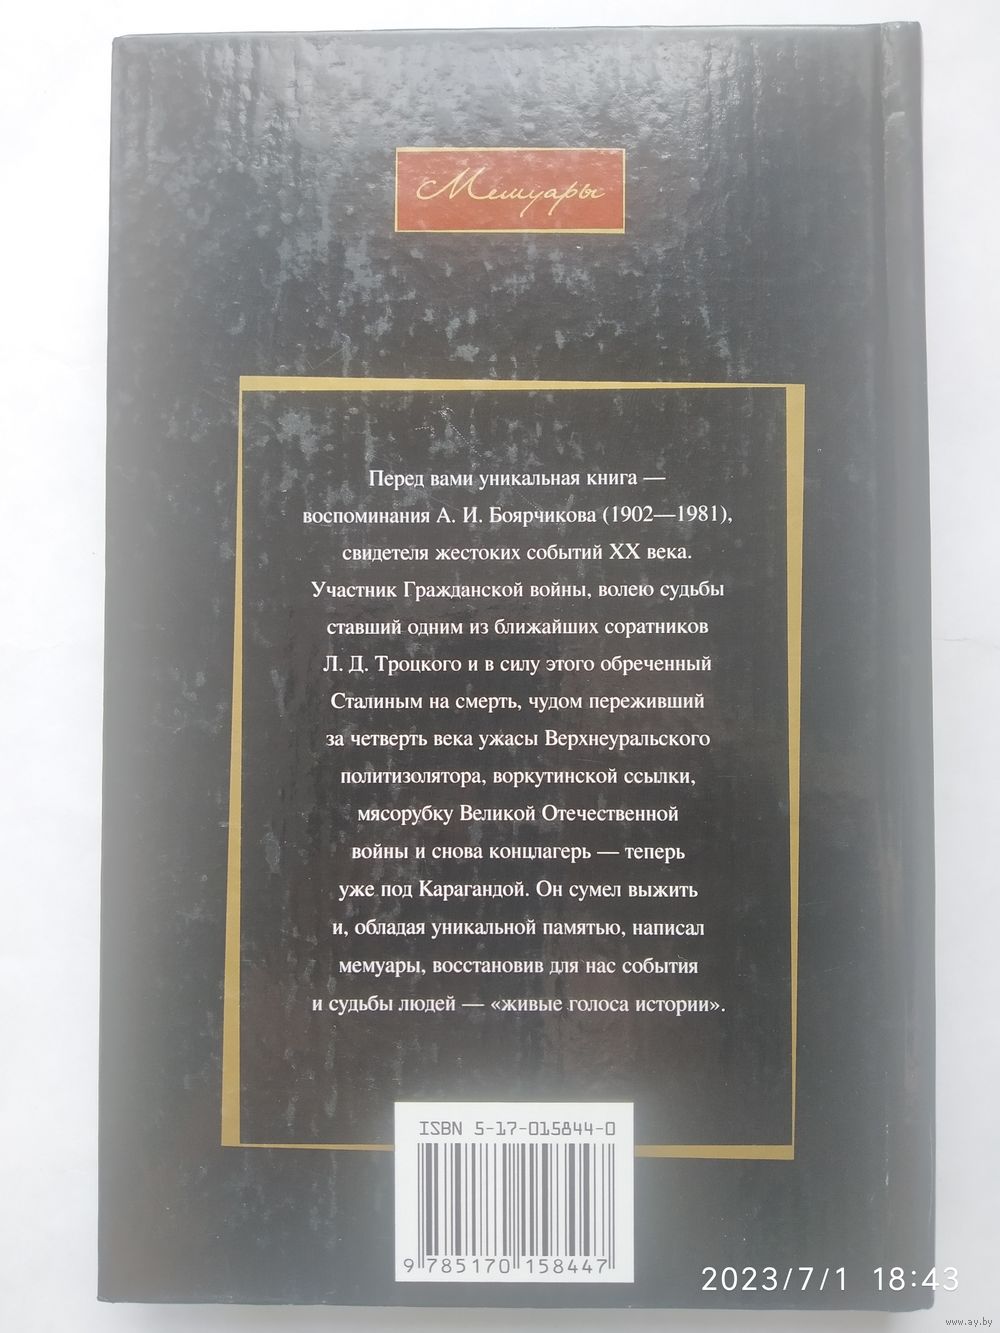 Мемуары
Перед вами уникальная книга —
воспоминания А. И. Боярчикова (1902—1981),
свидетеля жестоких событий XX века.
Участник Гражданской войны, волею судьбы
ставший одним из ближайших соратников
Л. Д. Троцкого и в силу этого обреченный
Сталиным на смерть, чудом переживший
за четверть века ужасы Верхнеуральского
политизолятора, воркутинской ссылки,
мясорубку Великой Отечественной
войны и снова концлагерь — теперь
уже под Карагандой. Он сумел выжить
и, обладая уникальной памятью, написал
мемуары, восстановив для нас события
и судьбы людей — «живые голоса истории».
ISBN 5-17-015844-0
9 785170 158447
2023/7/1 18:43
www.ay.by